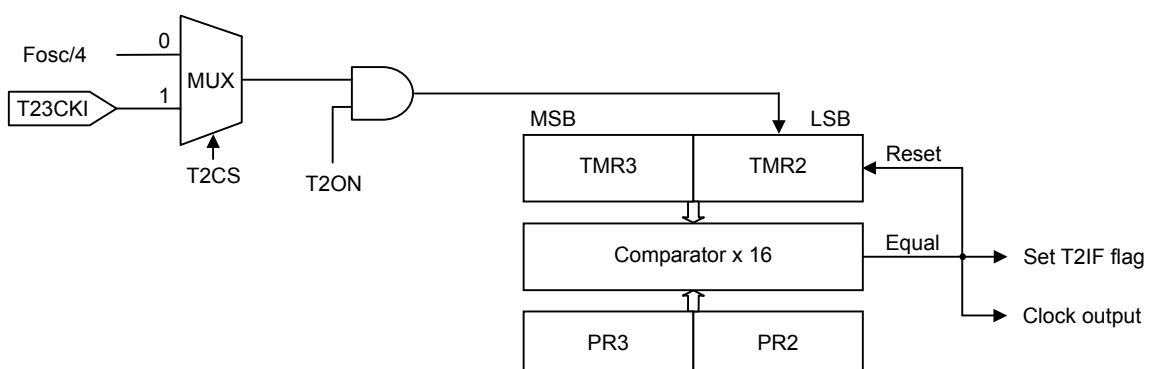 Fosc/4
0
MUX
T23CKI
1
T2CS
T2ON
MSB
LSB
TMR3
TMR2
Reset
Comparator x 16
Equal
Set T2IF flag
Clock output
PR3
PR2